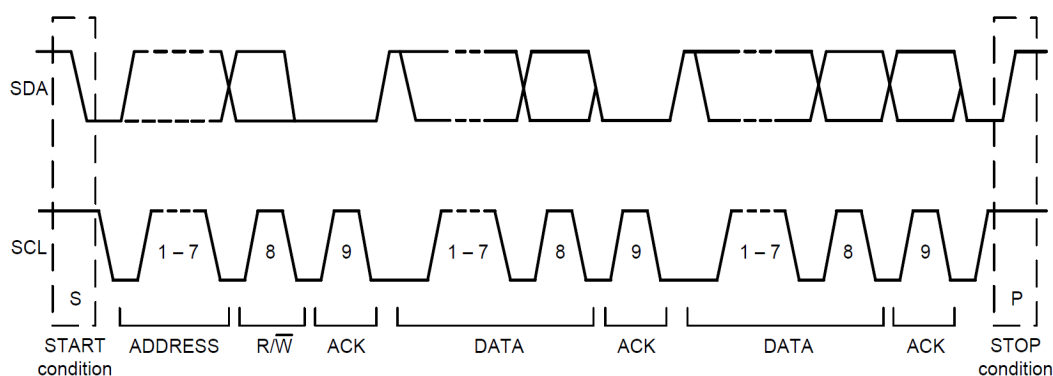 SDA
SCL
1 – 7 8 9 1 – 7 8 9 1 – 7 8 9
S P
START ADDRESS R/W̅ ACK DATA ACK DATA ACK STOP
condition condition